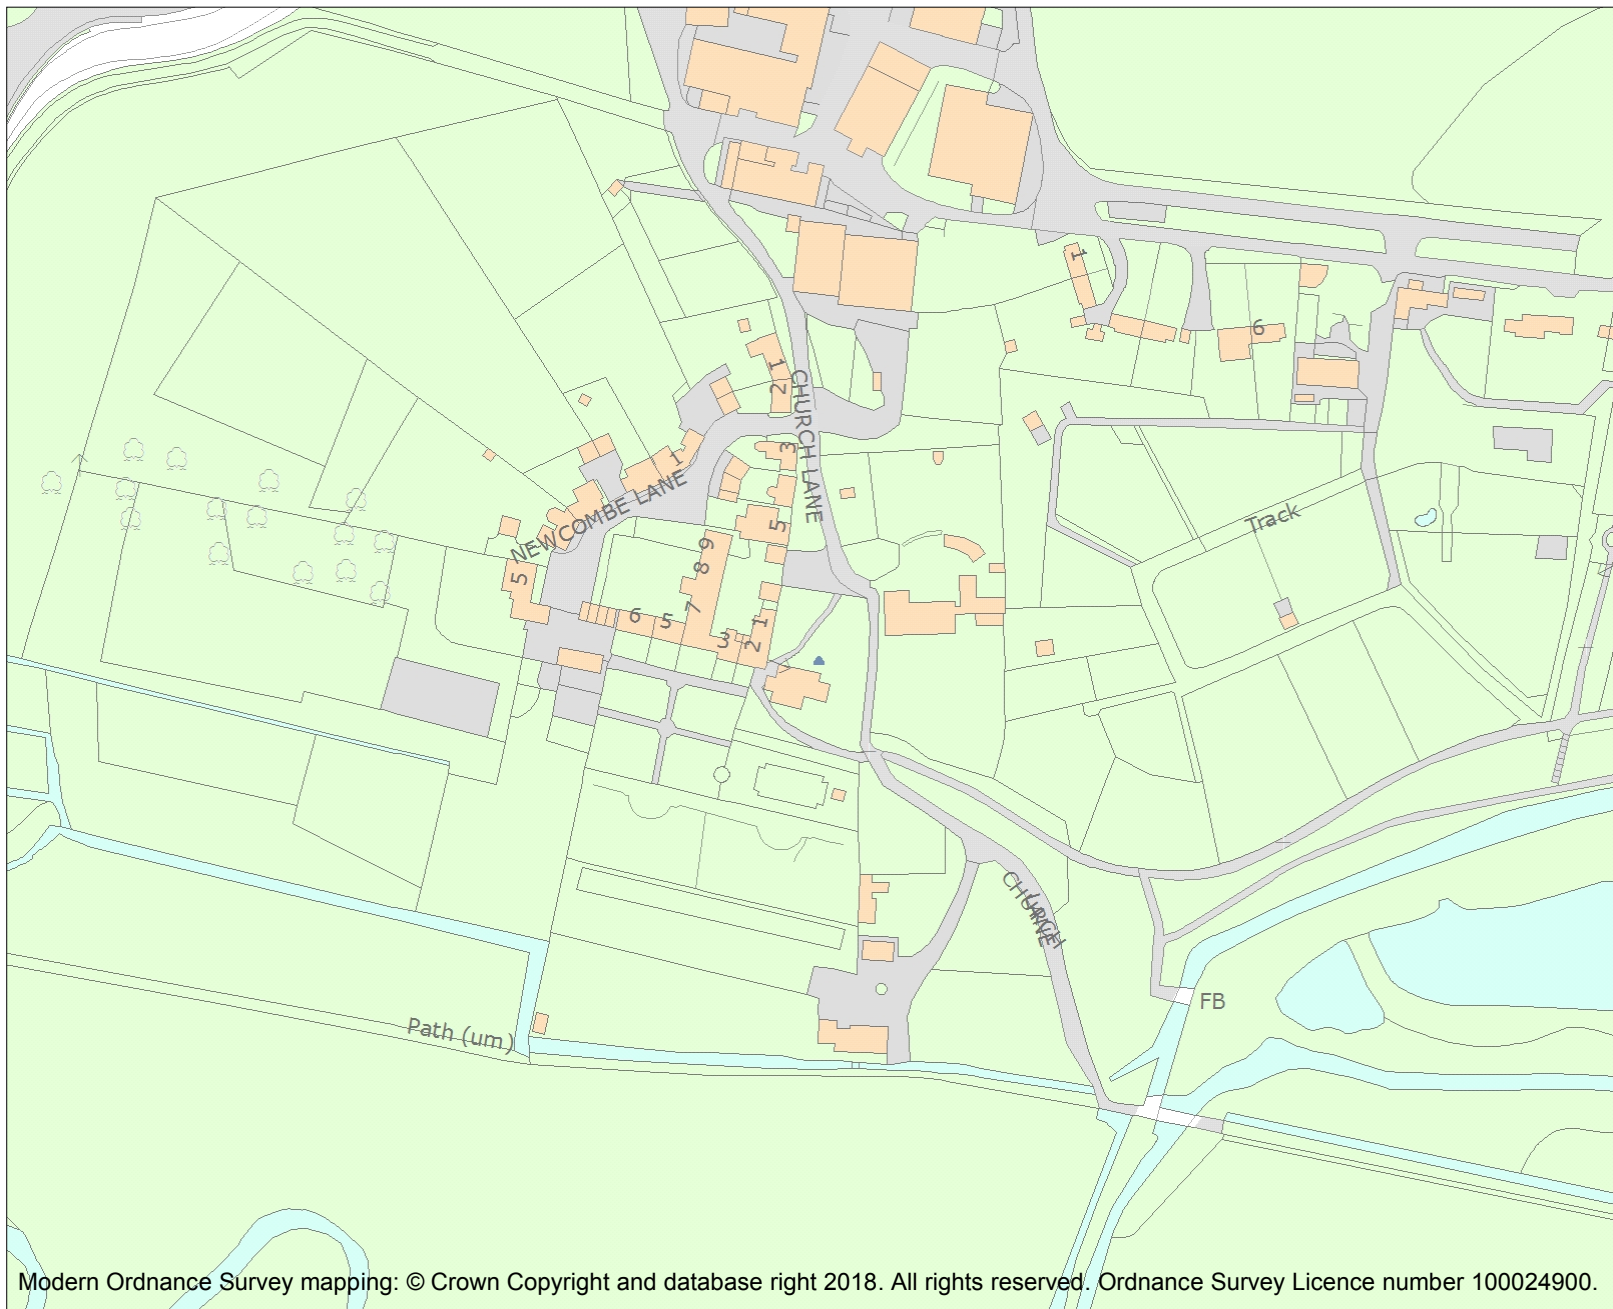 1
6
1
2
CHURCH LANE
3
1
NEWCOMBE LANE
5
Track
9
8
5
7
6
5
1
3
2
CHURCH
LANE
FB
Path (um)
Modern Ordnance Survey mapping: © Crown Copyright and database right 2018. All rights reserved. Ordnance Survey Licence number 100024900.